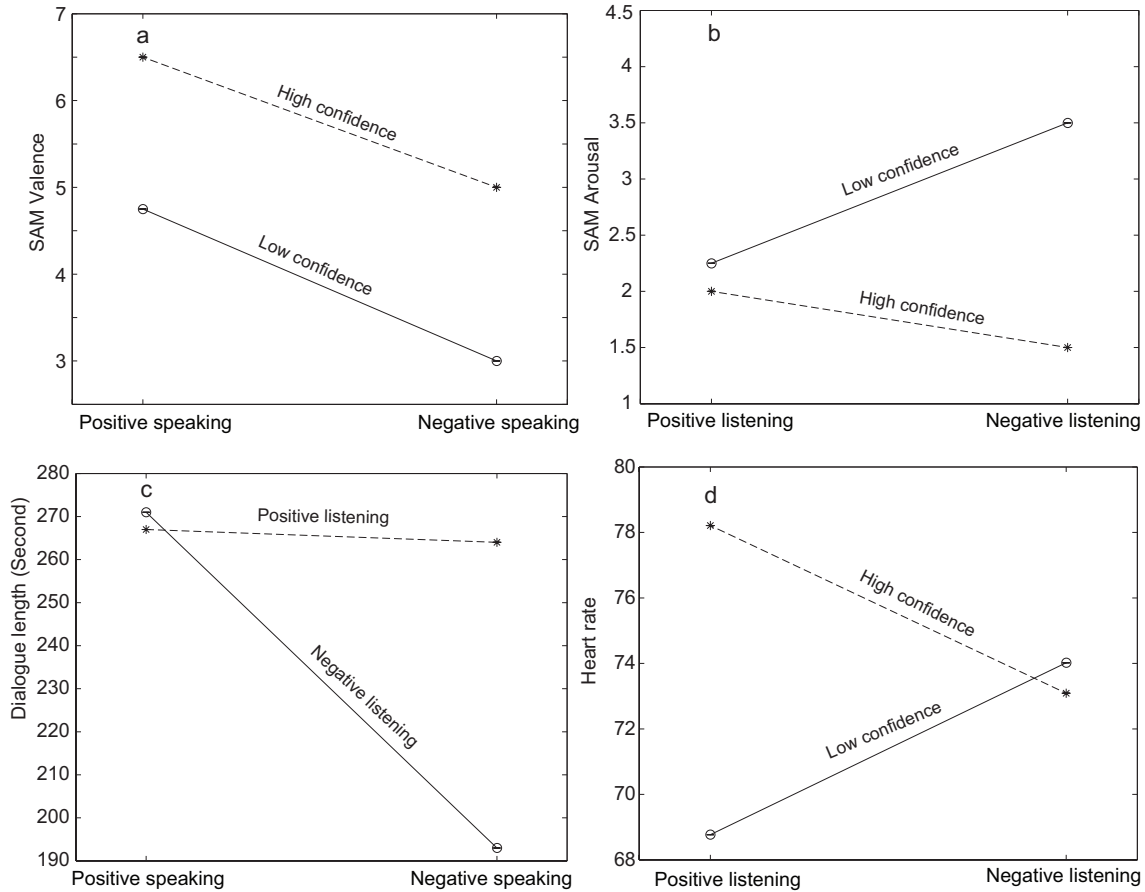 a
SAM Valence
7
6
5
4
3
High confidence
Low confidence
Positive speaking
Negative speaking
b
SAM Arousal
4.5
4
3.5
3
2.5
2
1.5
1
Low confidence
High confidence
Positive listening
Negative listening
c
Dialogue length (Second)
280
270
260
250
240
230
220
210
200
190
Positive listening
Negative listening
Positive speaking
Negative speaking
d
Heart rate
80
78
76
74
72
70
68
High confidence
Low confidence
Positive listening
Negative listening